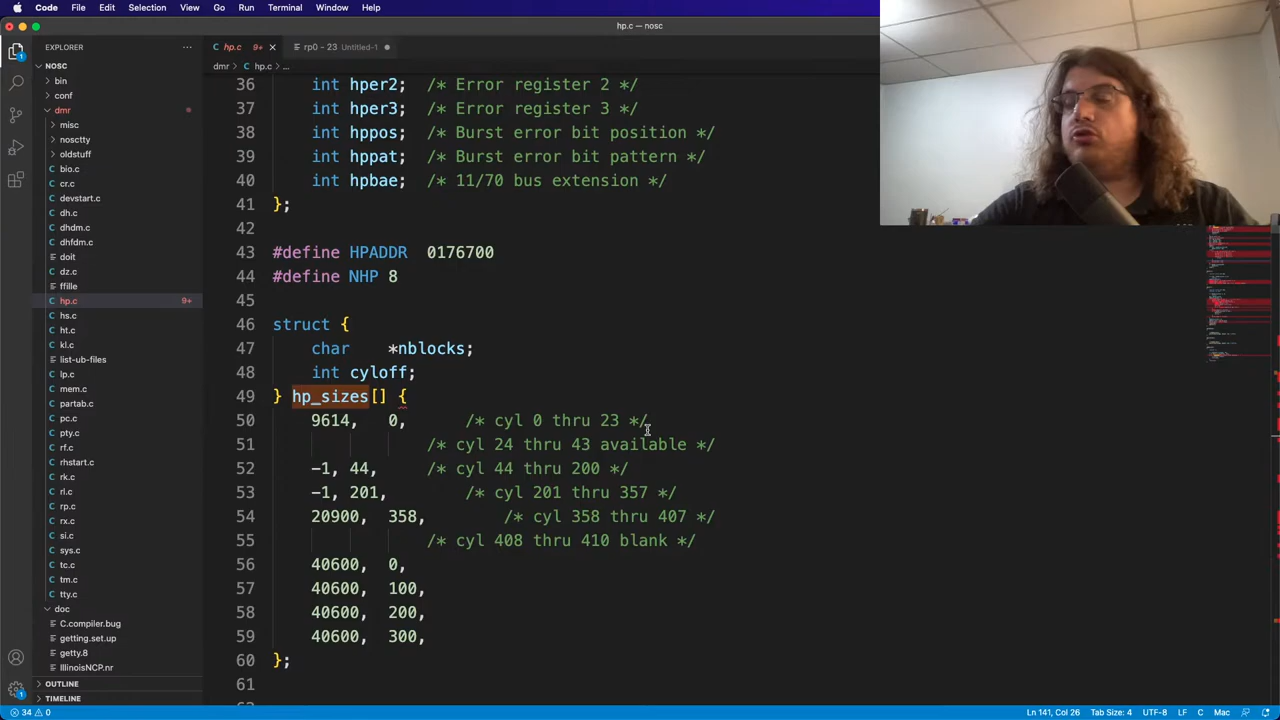 Code File Edit Selection View Go Run Terminal Window Help
hp.c — nosc
EXPLORER
hp.c 9+
rp0 - 23 Untitled-1
dmr > hp.c > ...
NOSC
bin
conf
dmr
misc
nosctty
oldstuff
bio.c
cr.c
devstart.c
dh.c
dhdm.c
dhfdm.c
doit
dz.c
ffille
hp.c 9+
hs.c
ht.c
kl.c
list-ub-files
lp.c
mem.c
partab.c
pc.c
pty.c
rf.c
rhstart.c
rk.c
rl.c
rp.c
rx.c
si.c
sys.c
tc.c
tm.c
tty.c
doc
C.compiler.bug
getting.set.up
getty.8
IllinoisNCP.nr
OUTLINE
TIMELINE
36 int hper2; /* Error register 2 */
37 int hper3; /* Error register 3 */
38 int hppos; /* Burst error bit position */
39 int hppat; /* Burst error bit pattern */
40 int hpbae; /* 11/70 bus extension */
41 };
42
43 #define HPADDR 0176700
44 #define NHP 8
45
46 struct {
47 char *nblocks;
48 int cyloff;
49 } hp_sizes[] {
50 9614, 0, /* cyl 0 thru 23 */
51 /* cyl 24 thru 43 available */
52 -1, 44, /* cyl 44 thru 200 */
53 -1, 201, /* cyl 201 thru 357 */
54 20900, 358, /* cyl 358 thru 407 */
55 /* cyl 408 thru 410 blank */
56 40600, 0,
57 40600, 100,
58 40600, 200,
59 40600, 300,
60 };
61
1
1
34 0
Ln 141, Col 26 Tab Size: 4 UTF-8 LF C Mac